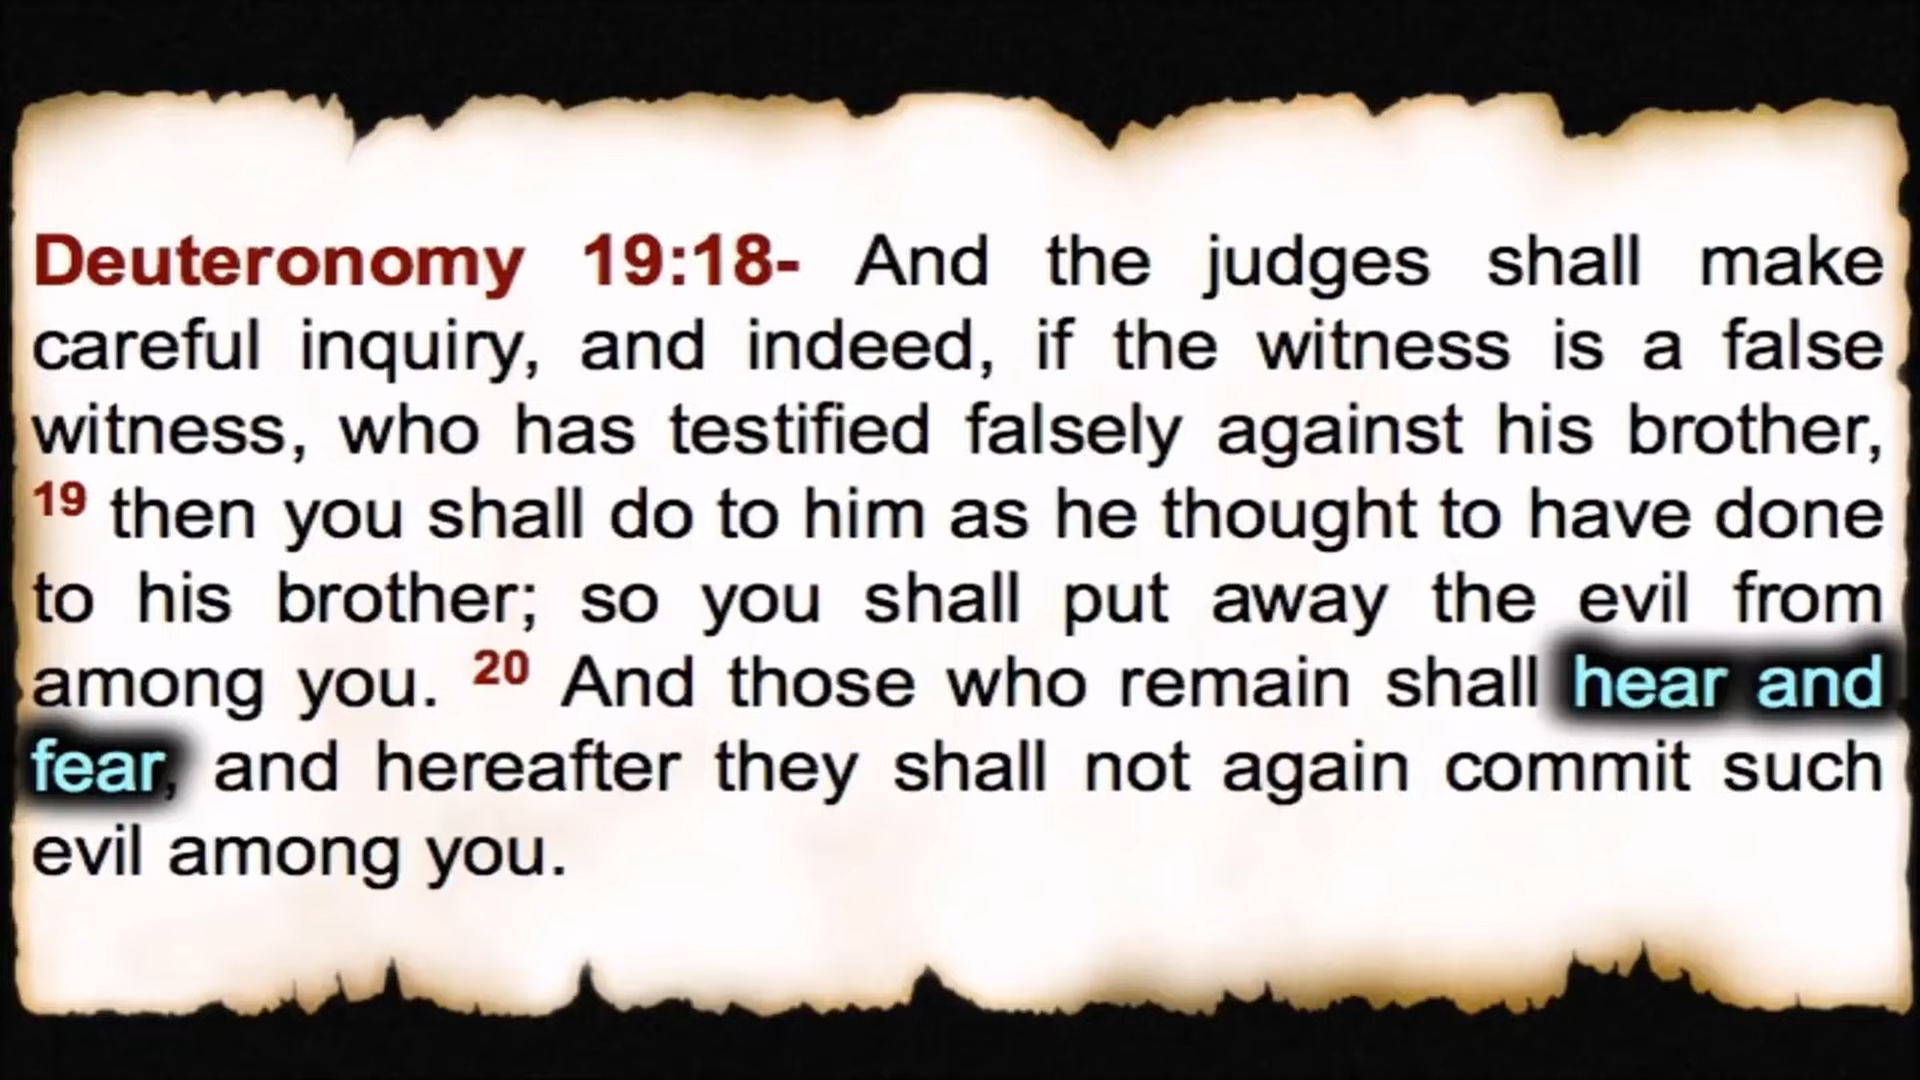 Deuteronomy 19:18- And the judges shall make
careful inquiry, and indeed, if the witness is a false
witness, who has testified falsely against his brother,
19 then you shall do to him as he thought to have done
to his brother; so you shall put away the evil from
among you. 20 And those who remain shall hear and
fear, and hereafter they shall not again commit such
evil among you.